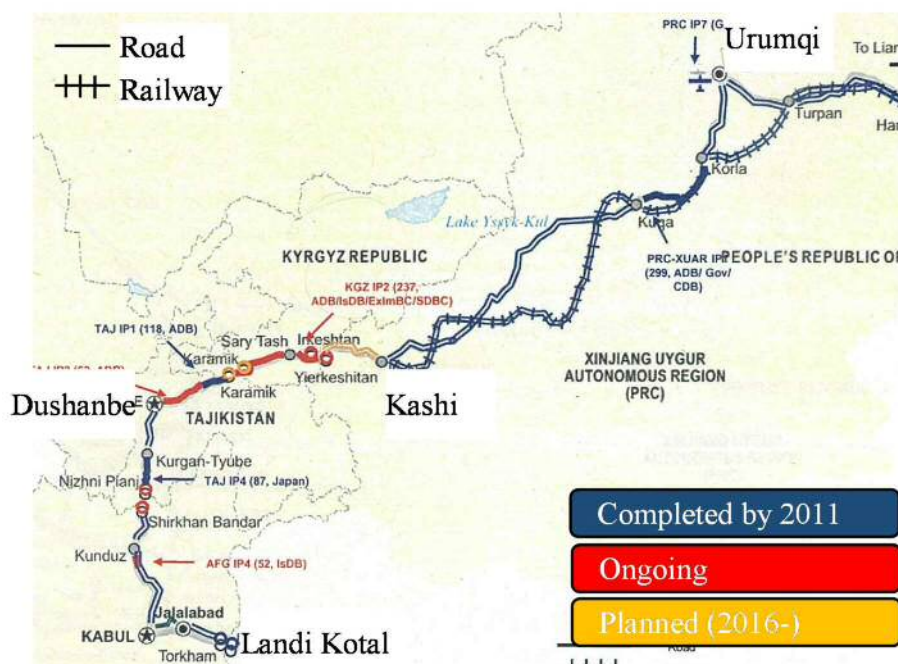 Road
Railway
PRC IP7 (G
Urumqi
To Lian
Turpan
Ha
Korla
Lake Yssyk-Kul
Kuqa
KYRGYZ REPUBLIC
PRC-XUAR IP
(299, ADB/ Gov/
CDB)
PEOPLE'S REPUBLIC O
KGZ IP2 (237,
ADB/IsDB/ExImBC/SDBC)
TAJ IP1 (118, ADB)
Sary Tash
Irkeshtan
Karamik
Yierkeshitan
Karamik
XINJIANG UYGUR
AUTONOMOUS REGION
(PRC)
Dushanbe
E
TAJIKISTAN
Kashi
Kurgan-Tyube
Nizhni Pianj
TAJ IP4 (87, Japan)
Shirkhan Bandar
Kunduz
AFG IP4 (52, IsDB)
Completed by 2011
Ongoing
Planned (2016-)
Jalalabad
KABUL
Landi Kotal
Torkham
Road